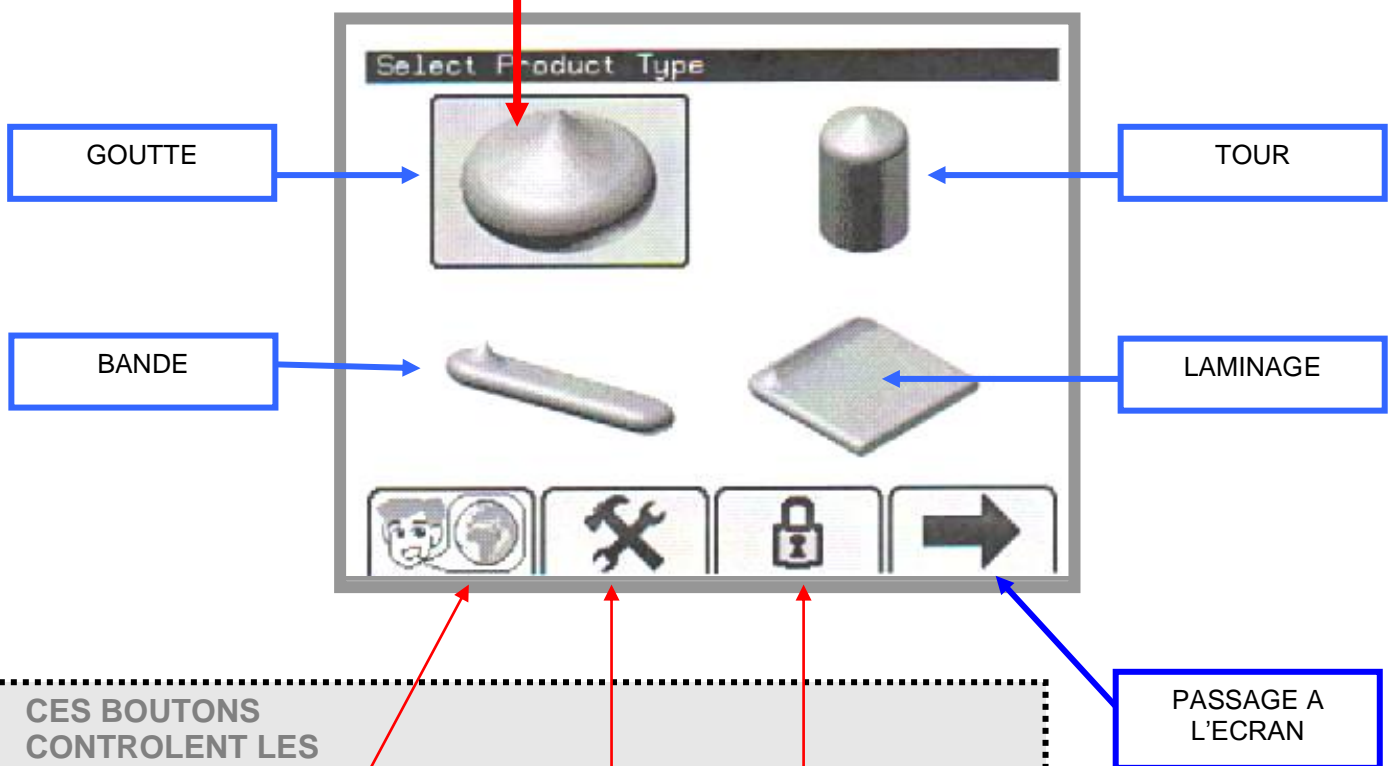 Select Product Type
GOUTTE
TOUR
BANDE
LAMINAGE
CES BOUTONS
CONTROLENT LES
PASSAGE A
L’ECRAN